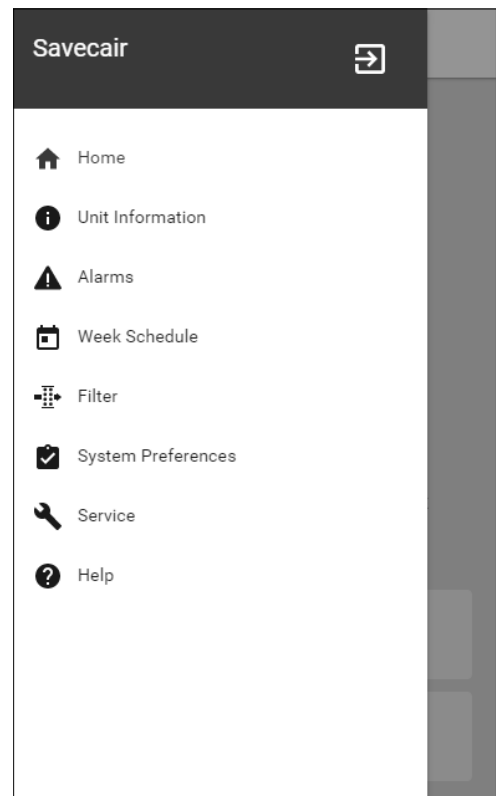 Savecair
Home
Unit Information
Alarms
Week Schedule
Filter
System Preferences
Service
Help